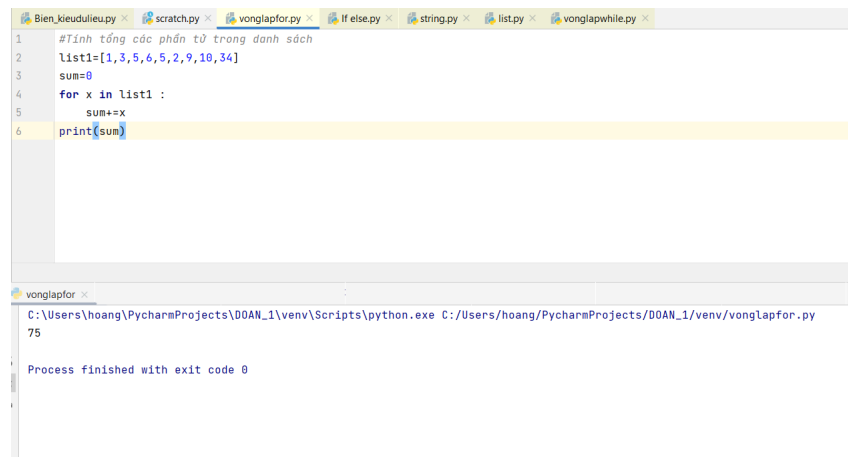 Bien_kieudulieu.py × scratch.py × vonglapfor.py × If else.py × string.py × list.py × vonglapwhile.py ×
1 #Tính tổng các phần tử trong danh sách
2 list1=[1,3,5,6,5,2,9,10,34]
3 sum=0
4 for x in list1 :
5 sum+=x
6 print(sum)
vonglapfor ×
C:\Users\hoang\PycharmProjects\DOAN_1\venv\Scripts\python.exe C:/Users/hoang/PycharmProjects/DOAN_1/venv/vonglapfor.py
75
Process finished with exit code 0